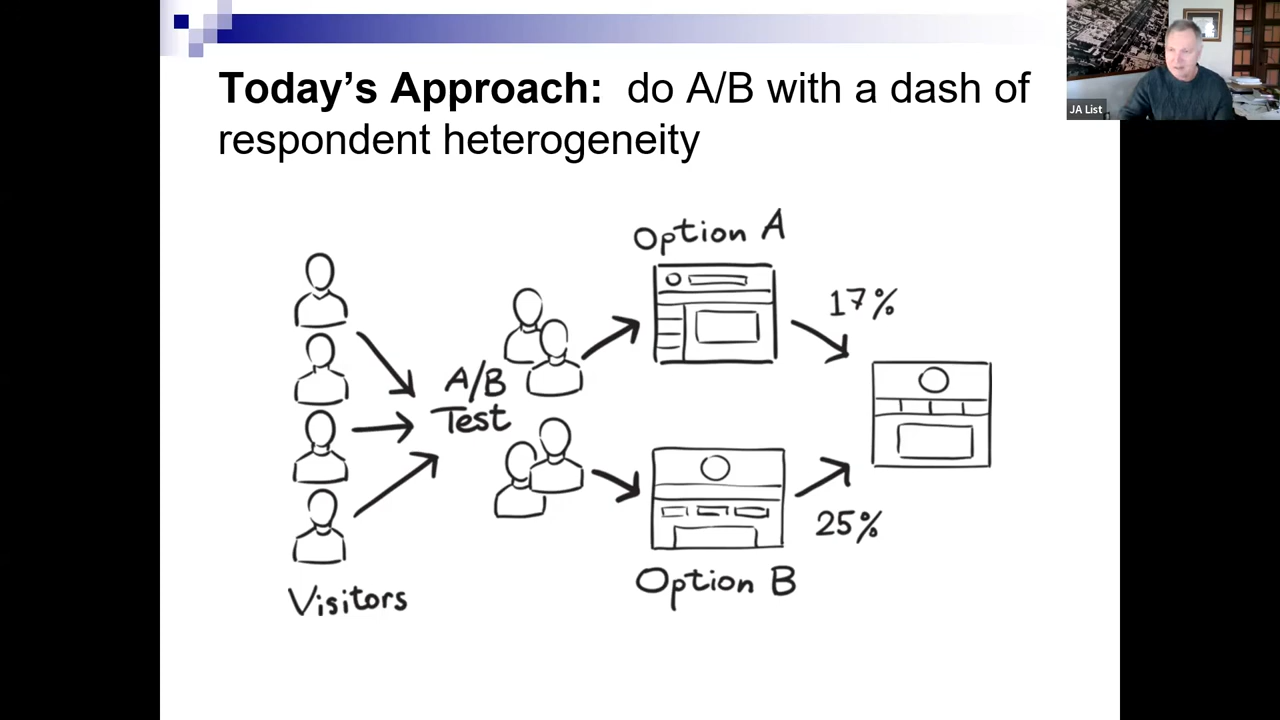 Today's Approach: do A/B with a dash of
respondent heterogeneity
JA List
Option A
17%
A/B
Test
25%
Option B
Visitors